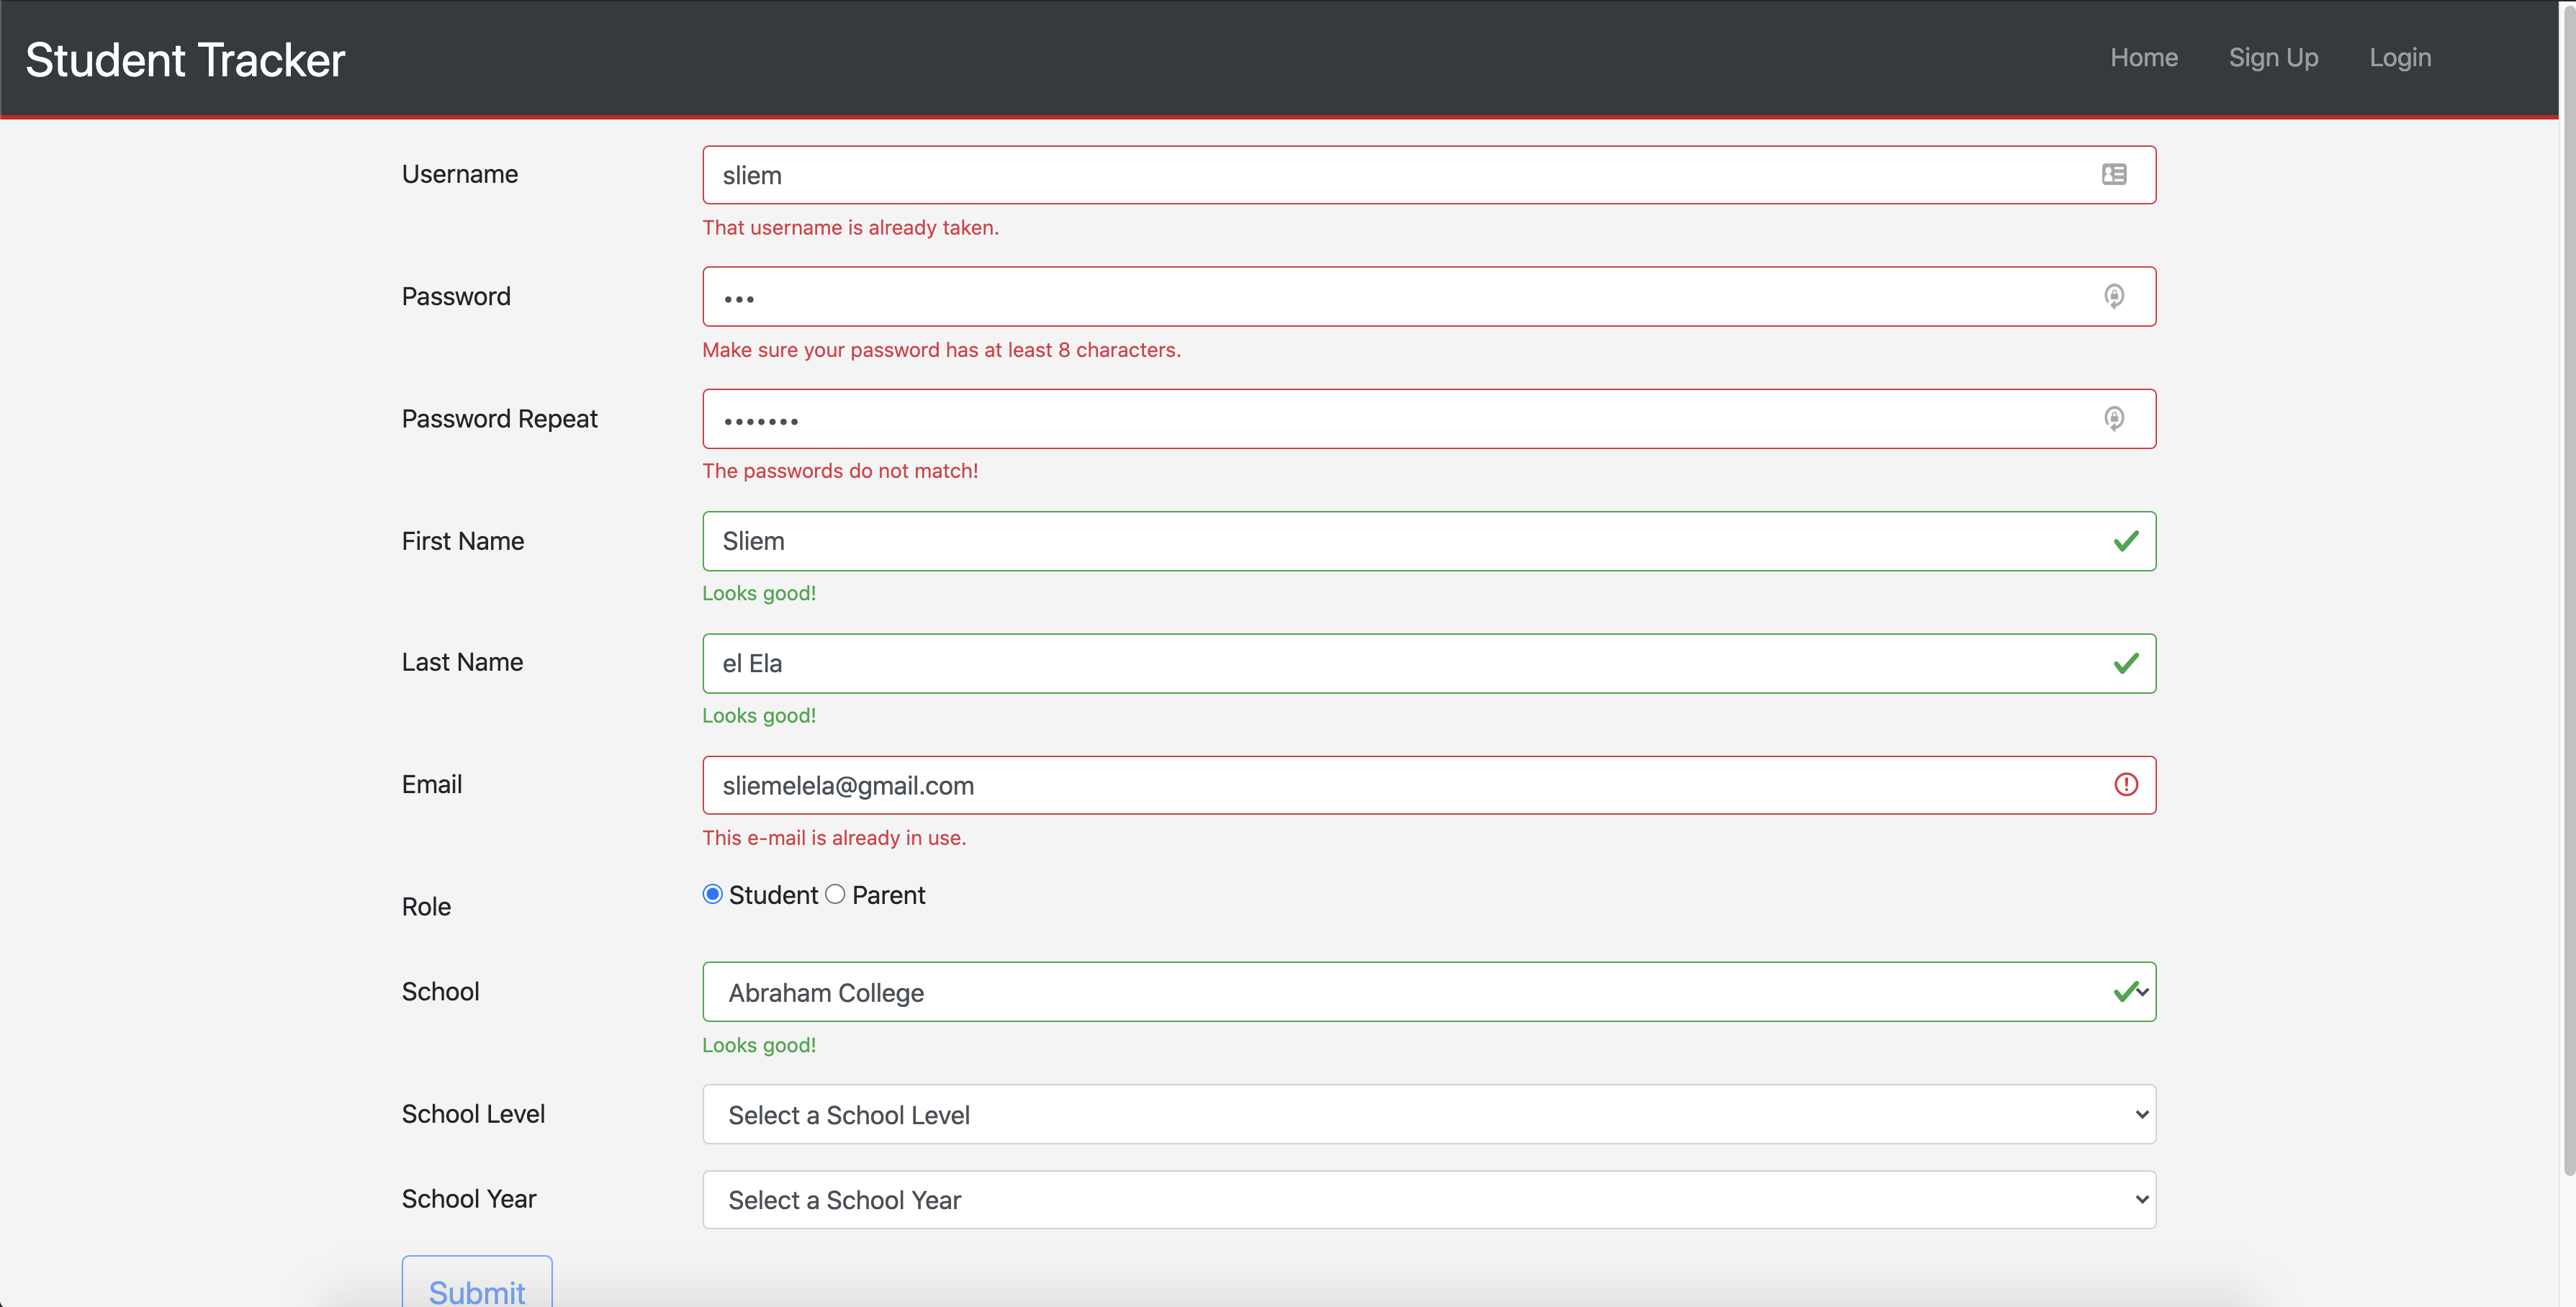 Student Tracker
Home Sign Up Login
Username sliem
That username is already taken.
Password •••
Make sure your password has at least 8 characters.
Password Repeat •••••••
The passwords do not match!
First Name Sliem
Looks good!
Last Name el Ela
Looks good!
Email sliemelela@gmail.com
This e-mail is already in use.
Role Student Parent
School Abraham College
Looks good!
School Level Select a School Level
School Year Select a School Year
Submit